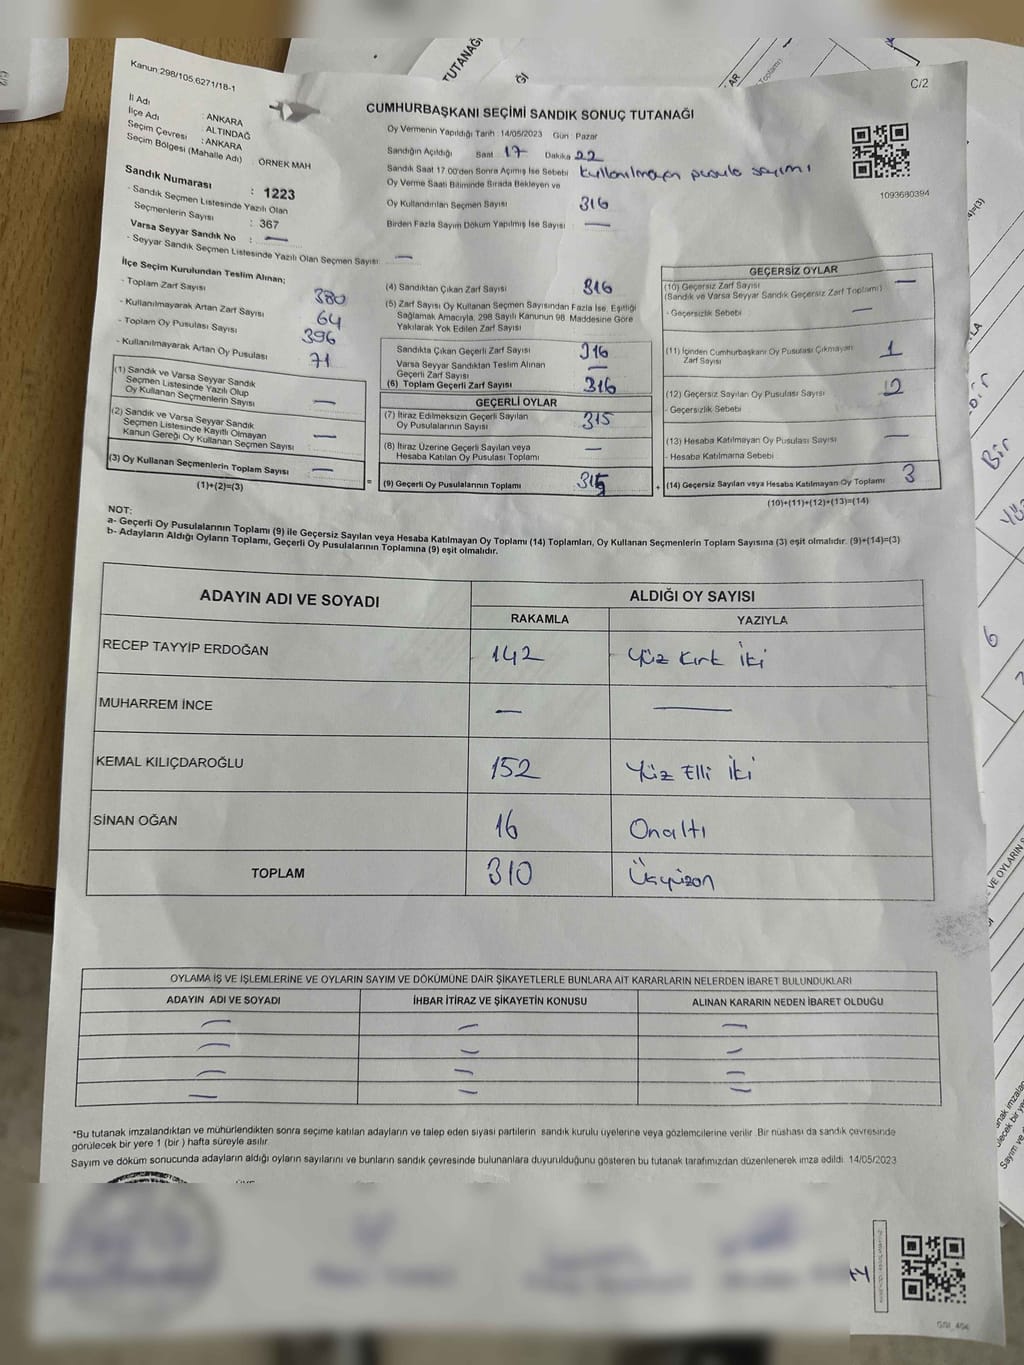 Kanun:298/105,6271/18-1
C/2
CUMHURBAŞKANI SEÇİMİ SANDIK SONUÇ TUTANAĞI
İl Adı : ANKARA
İlçe Adı : ALTINDAĞ
Seçim Çevresi : ANKARA
Seçim Bölgesi (Mahalle Adı) ÖRNEK MAH
Sandık Numarası : 1223
- Sandık Seçmen Listesinde Yazılı Olan
Seçmenlerin Sayısı : 367
Varsa Seyyar Sandık No : —
- Seyyar Sandık Seçmen Listesinde Yazılı Olan Seçmen Sayısı: —
Oy Vermenin Yapıldığı Tarih : 14/05/2023 Gün : Pazar
Sandığın Açıldığı Saat 17 Dakika 22
Sandık Saat 17.00'den Sonra Açımış İse Sebebi kullanılmayan pusula sayımı
Oy Verme Saati Bitiminde Sırada Bekleyen ve
Oy Kullandırılan Seçmen Sayısı 316
Birden Fazla Sayım Döküm Yapılmış İse Sayısı —
1093680394
İlçe Seçim Kurulundan Teslim Alınan;
- Toplam Zarf Sayısı 380
- Kullanılmayarak Artan Zarf Sayısı 64
- Toplam Oy Pusulası Sayısı 396
- Kullanılmayarak Artan Oy Pusulası 71
(1) Sandık ve Varsa Seyyar Sandık
Seçmen Listesinde Yazılı Olup
Oy Kullanan Seçmenlerin Sayısı —
(2) Sandık ve Varsa Seyyar Sandık
Seçmen Listesinde Kayıtlı Olmayan
Kanun Gereği Oy Kullanan Seçmen Sayısı —
(3) Oy Kullanan Seçmenlerin Toplam Sayısı —
(1)+(2)=(3)
(4) Sandıktan Çıkan Zarf Sayısı 316
(5) Zarf Sayısı Oy Kullanan Seçmen Sayısından Fazla İse, Eşitliği
Sağlamak Amacıyla, 298 Sayılı Kanunun 98. Maddesine Göre
Yakılarak Yok Edilen Zarf Sayısı
Sandıkta Çıkan Geçerli Zarf Sayısı 316
Varsa Seyyar Sandıktan Teslim Alınan
Geçerli Zarf Sayısı —
(6) Toplam Geçerli Zarf Sayısı 316
GEÇERLİ OYLAR
(7) İtiraz Edilmeksizin Geçerli Sayılan
Oy Pusulalarının Sayısı 315
(8) İtiraz Üzerine Geçerli Sayılan veya
Hesaba Katılan Oy Pusulası Toplamı —
(9) Geçerli Oy Pusulalarının Toplamı 315
=
+
GEÇERSİZ OYLAR
(10) Geçersiz Zarf Sayısı —
(Sandık ve Varsa Seyyar Sandık Geçersiz Zarf Toplamı)
- Geçersizlik Sebebi —
(11) İçinden Cumhurbaşkanı Oy Pusulası Çıkmayan
Zarf Sayısı 1
(12) Geçersiz Sayılan Oy Pusulası Sayısı 2
- Geçersizlik Sebebi
(13) Hesaba Katılmayan Oy Pusulası Sayısı —
- Hesaba Katılmama Sebebi
(14) Geçersiz Sayılan veya Hesaba Katılmayan Oy Toplamı 3
(10)+(11)+(12)+(13)=(14)
NOT:
a- Geçerli Oy Pusulalarının Toplamı (9) ile Geçersiz Sayılan veya Hesaba Katılmayan Oy Toplamı (14) Toplamları, Oy Kullanan Seçmenlerin Toplam Sayısına (3) eşit olmalıdır. (9)+(14)=(3)
b- Adayların Aldığı Oyların Toplamı, Geçerli Oy Pusulalarının Toplamına (9) eşit olmalıdır.
ADAYIN ADI VE SOYADI ALDIĞI OY SAYISI
RAKAMLA YAZIYLA
RECEP TAYYİP ERDOĞAN 142 Yüz Kırk İki
MUHARREM İNCE — —
KEMAL KILIÇDAROĞLU 152 Yüz Elli İki
SİNAN OĞAN 16 Onaltı
TOPLAM 310 Üçyüzon
OYLAMA İŞ VE İŞLEMLERİNE VE OYLARIN SAYIM VE DÖKÜMÜNE DAİR ŞİKAYETLERLE BUNLARA AİT KARARLARIN NELERDEN İBARET BULUNDUKLARI
ADAYIN ADI VE SOYADI İHBAR İTİRAZ VE ŞİKAYETİN KONUSU ALINAN KARARIN NEDEN İBARET OLDUĞU
— — —
— — —
— — —
— — —
*Bu tutanak imzalandıktan ve mühürlendikten sonra seçime katılan adayların ve talep eden siyasi partilerin sandık kurulu üyelerine veya gözlemcilerine verilir. Bir nüshası da sandık çevresinde
görülecek bir yere 1 (bir ) hafta süreyle asılır.
Sayım ve döküm sonucunda adayların aldığı oyların sayılarını ve bunların sandık çevresinde bulunanlara duyurulduğunu gösteren bu tutanak tarafımızdan düzenlenerek imza edildi. 14/05/2023
TUTANAĞI
Bir
6
VE OYLARIN